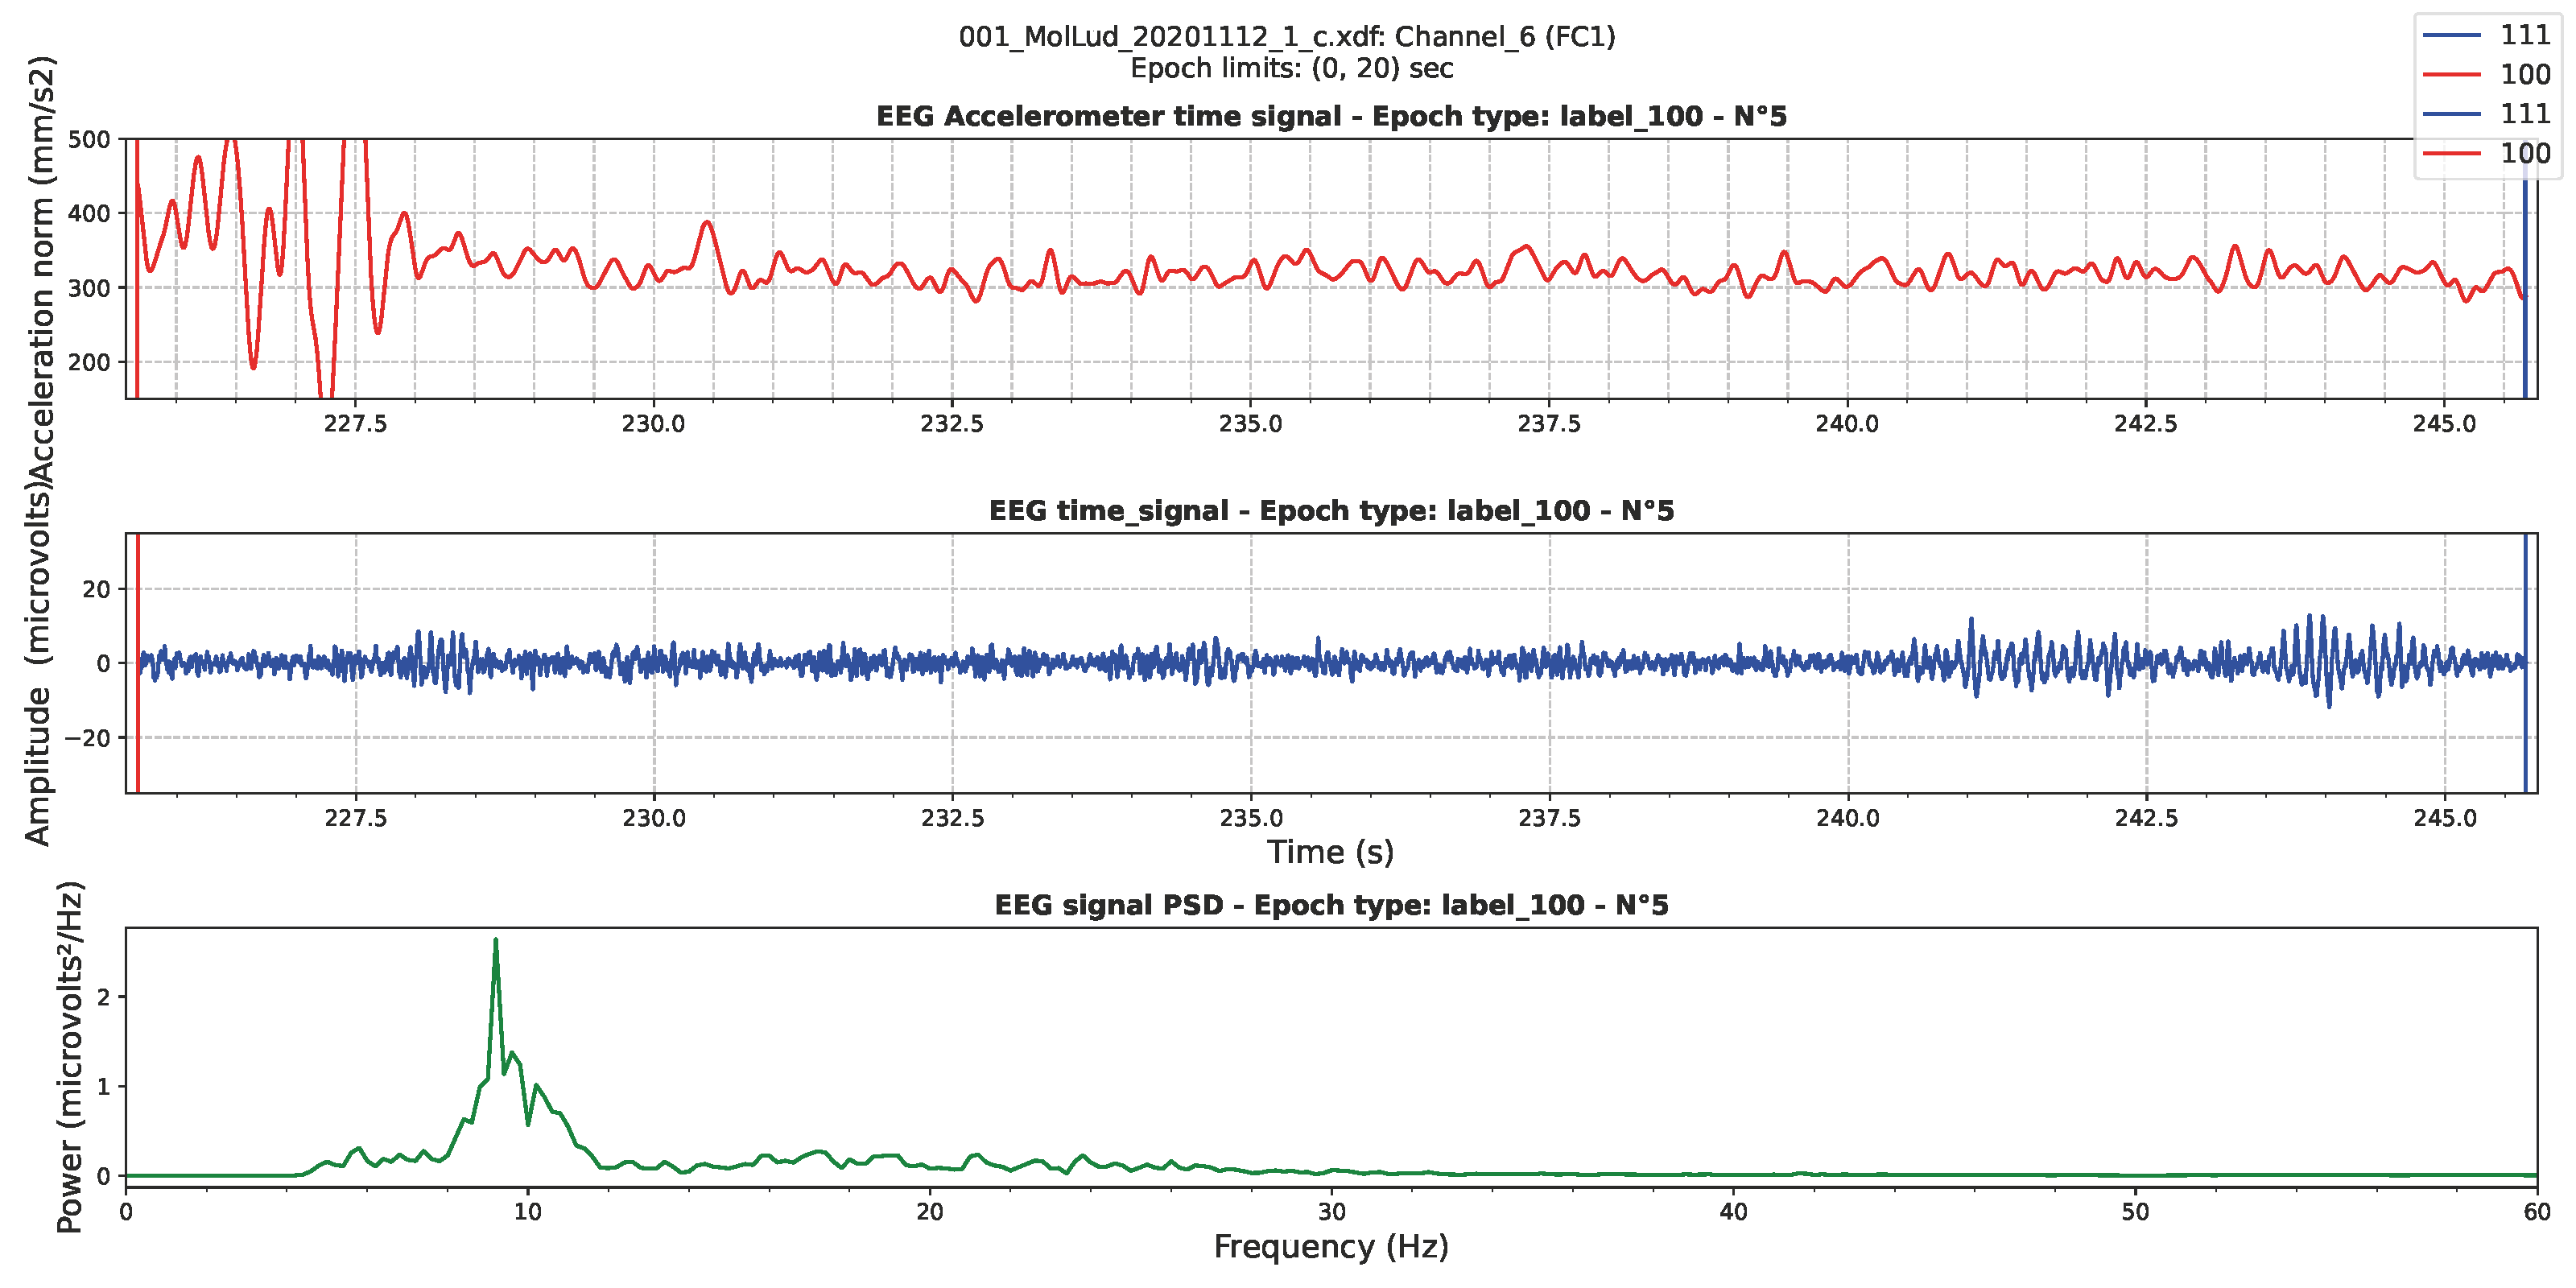 001_MolLud_20201112_1_c.xdf: Channel_6 (FC1)
Epoch limits: (0, 20) sec
111
100
111
100
EEG Accelerometer time signal - Epoch type: label_100 - N°5
Acceleration norm (mm/s2)
500
400
300
200
227.5 230.0 232.5 235.0 237.5 240.0 242.5 245.0
EEG time_signal - Epoch type: label_100 - N°5
Amplitude (microvolts)
20
0
−20
227.5 230.0 232.5 235.0 237.5 240.0 242.5 245.0
Time (s)
EEG signal PSD - Epoch type: label_100 - N°5
Power (microvolts²/Hz)
2
1
0
0 10 20 30 40 50 60
Frequency (Hz)